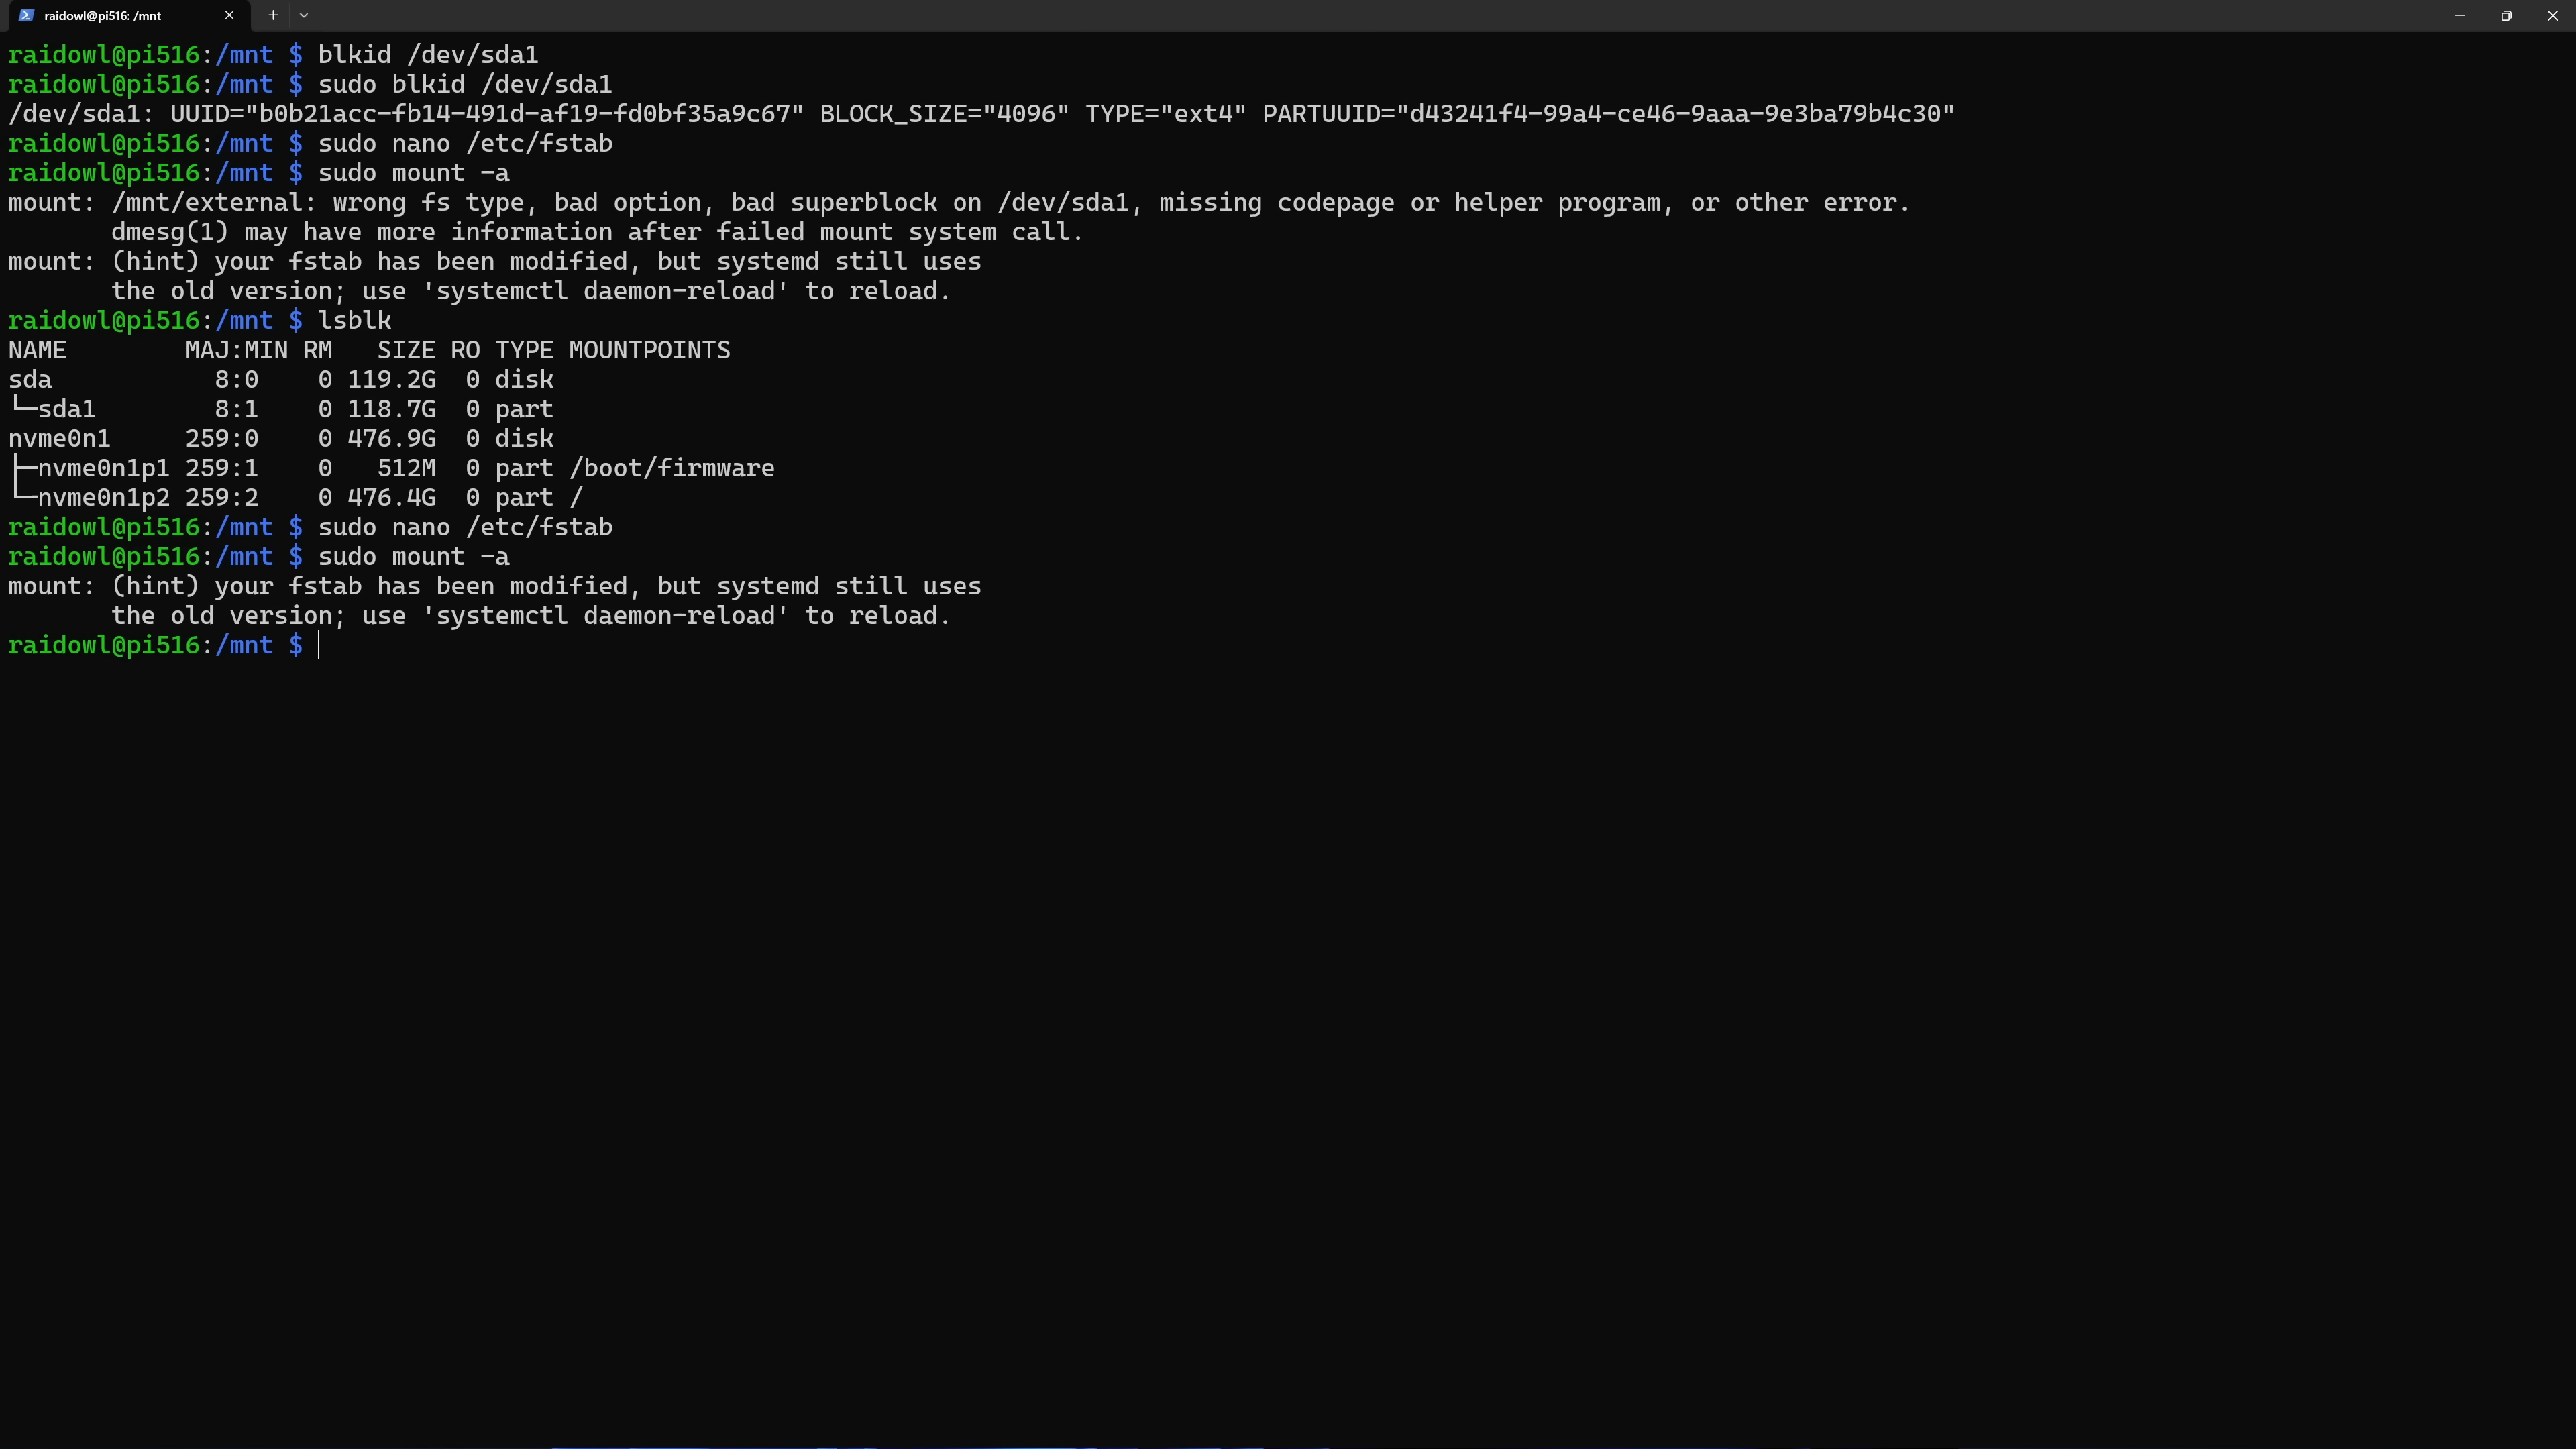 raidowl@pi516: /mnt
raidowl@pi516:/mnt $ blkid /dev/sda1
raidowl@pi516:/mnt $ sudo blkid /dev/sda1
/dev/sda1: UUID="b0b21acc-fb14-491d-af19-fd0bf35a9c67" BLOCK_SIZE="4096" TYPE="ext4" PARTUUID="d43241f4-99a4-ce46-9aaa-9e3ba79b4c30"
raidowl@pi516:/mnt $ sudo nano /etc/fstab
raidowl@pi516:/mnt $ sudo mount -a
mount: /mnt/external: wrong fs type, bad option, bad superblock on /dev/sda1, missing codepage or helper program, or other error.
       dmesg(1) may have more information after failed mount system call.
mount: (hint) your fstab has been modified, but systemd still uses
       the old version; use 'systemctl daemon-reload' to reload.
raidowl@pi516:/mnt $ lsblk
NAME        MAJ:MIN RM   SIZE RO TYPE MOUNTPOINTS
sda           8:0    0 119.2G  0 disk
└─sda1        8:1    0 118.7G  0 part
nvme0n1     259:0    0 476.9G  0 disk
├─nvme0n1p1 259:1    0   512M  0 part /boot/firmware
└─nvme0n1p2 259:2    0 476.4G  0 part /
raidowl@pi516:/mnt $ sudo nano /etc/fstab
raidowl@pi516:/mnt $ sudo mount -a
mount: (hint) your fstab has been modified, but systemd still uses
       the old version; use 'systemctl daemon-reload' to reload.
raidowl@pi516:/mnt $